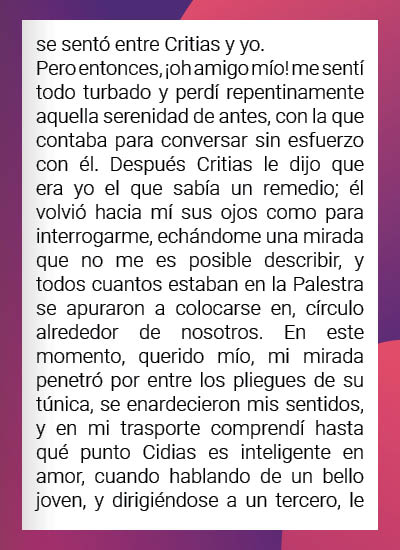 se sentó entre Critias y yo.
Pero entonces, ¡oh amigo mío! me sentí
todo turbado y perdí repentinamente
aquella serenidad de antes, con la que
contaba para conversar sin esfuerzo
con él. Después Critias le dijo que
era yo el que sabía un remedio; él
volvió hacia mí sus ojos como para
interrogarme, echándome una mirada
que no me es posible describir, y
todos cuantos estaban en la Palestra
se apuraron a colocarse en, círculo
alrededor de nosotros. En este
momento, querido mío, mi mirada
penetró por entre los pliegues de su
túnica, se enardecieron mis sentidos,
y en mi trasporte comprendí hasta
qué punto Cidias es inteligente en
amor, cuando hablando de un bello
joven, y dirigiéndose a un tercero, le